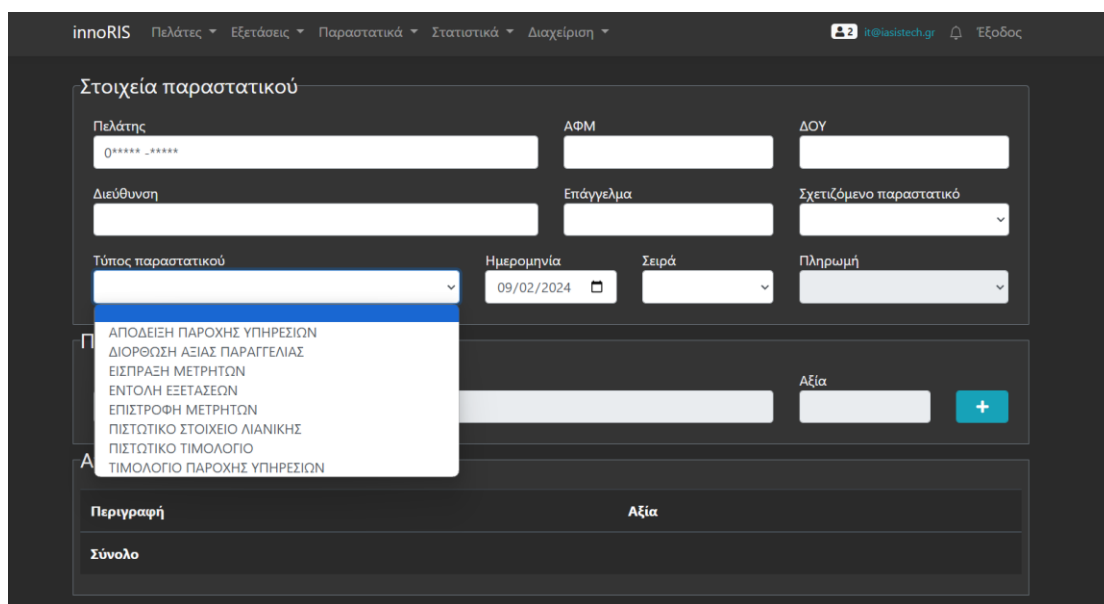 innoRIS Πελάτες Εξετάσεις Παραστατικά Στατιστικά Διαχείριση 2 it@iasistech.gr Έξοδος
Στοιχεία παραστατικού
Πελάτης ΑΦΜ ΔΟΥ
0***** -*****
Διεύθυνση Επάγγελμα Σχετιζόμενο παραστατικό
Τύπος παραστατικού Ημερομηνία Σειρά Πληρωμή
09/02/2024
ΑΠΟΔΕΙΞΗ ΠΑΡΟΧΗΣ ΥΠΗΡΕΣΙΩΝ
ΔΙΟΡΘΩΣΗ ΑΞΙΑΣ ΠΑΡΑΓΓΕΛΙΑΣ
ΕΙΣΠΡΑΞΗ ΜΕΤΡΗΤΩΝ
ΕΝΤΟΛΗ ΕΞΕΤΑΣΕΩΝ
ΕΠΙΣΤΡΟΦΗ ΜΕΤΡΗΤΩΝ
ΠΙΣΤΩΤΙΚΟ ΣΤΟΙΧΕΙΟ ΛΙΑΝΙΚΗΣ
ΠΙΣΤΩΤΙΚΟ ΤΙΜΟΛΟΓΙΟ
ΤΙΜΟΛΟΓΙΟ ΠΑΡΟΧΗΣ ΥΠΗΡΕΣΙΩΝ
Αξία
+
Περιγραφή Αξία
Σύνολο